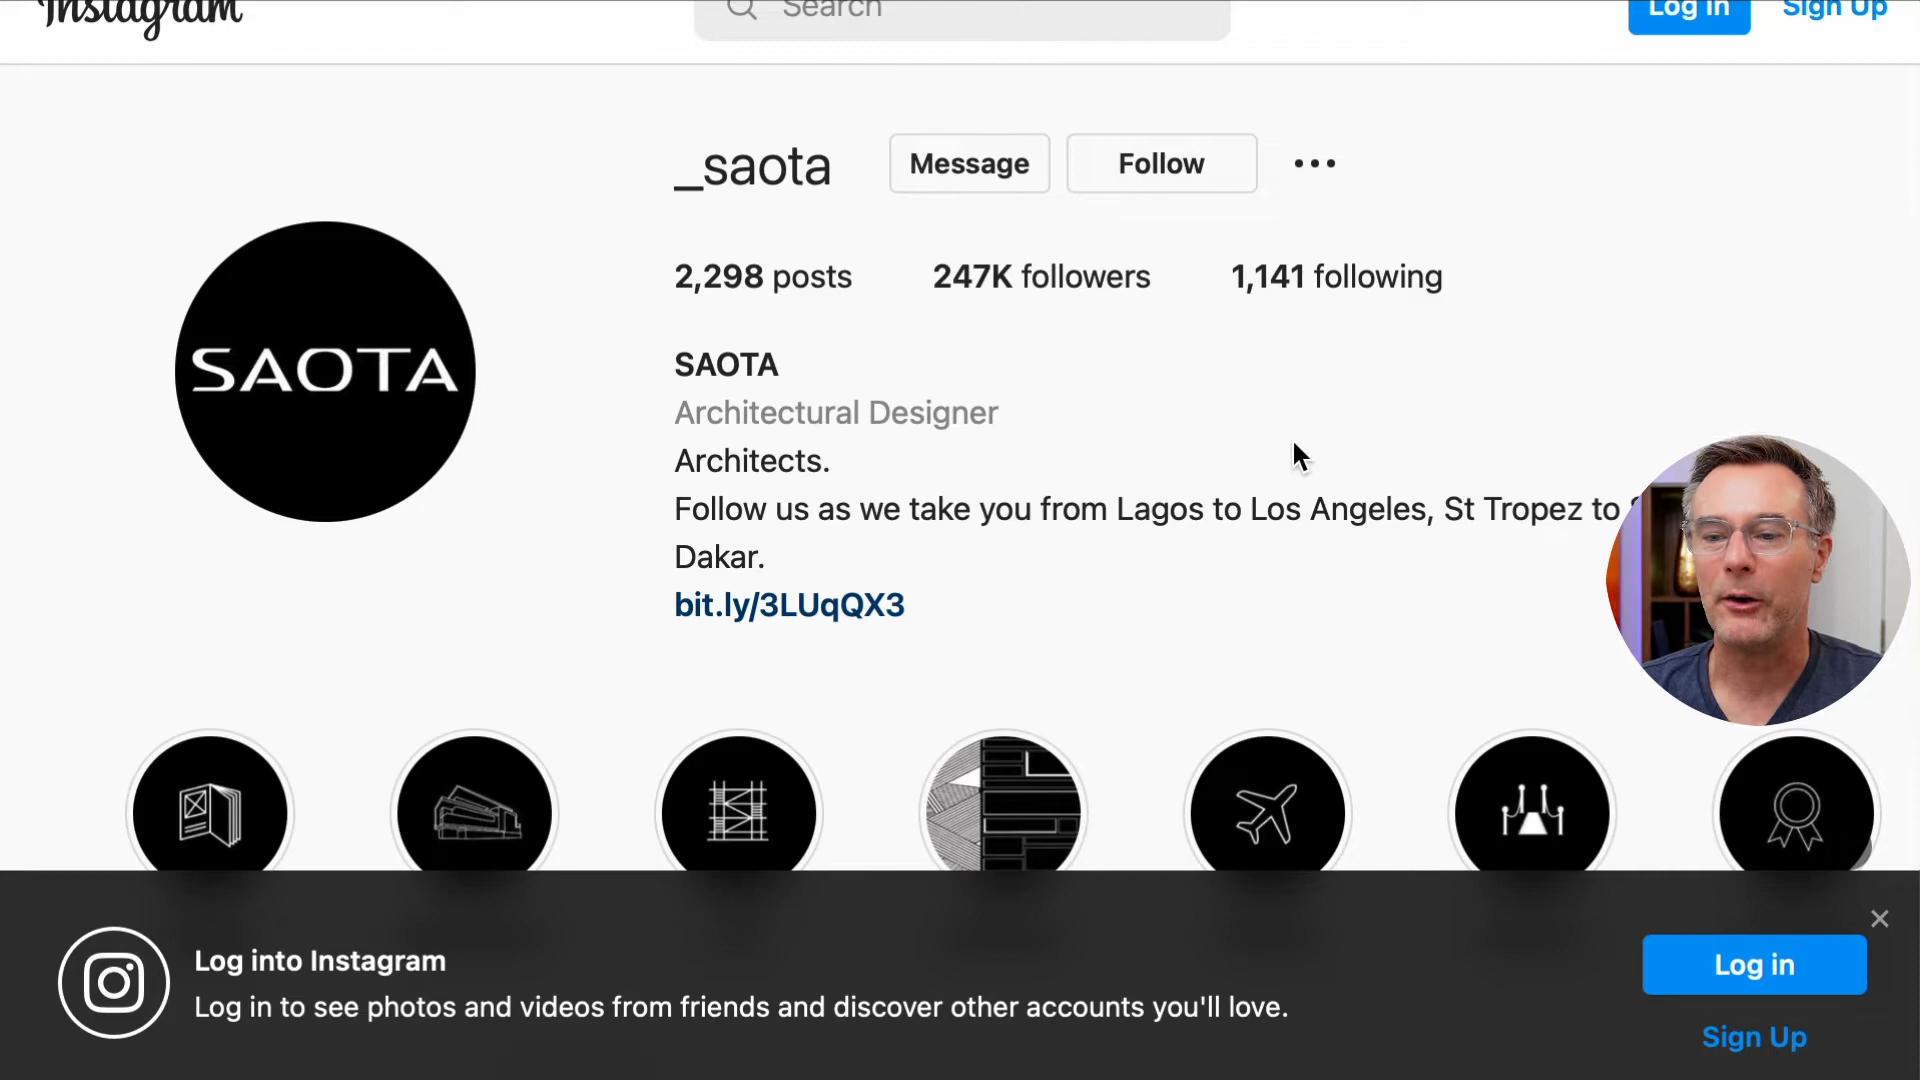 Instagram
Search
Log in
Sign Up
_saota
Message
Follow
2,298 posts
247K followers
1,141 following
SAOTA
SAOTA
Architectural Designer
Architects.
Follow us as we take you from Lagos to Los Angeles, St Tropez to
Dakar.
bit.ly/3LUqQX3
Log into Instagram
Log in to see photos and videos from friends and discover other accounts you'll love.
Log in
Sign Up